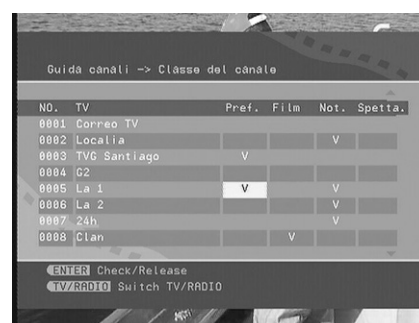 Guida canali -> Classe del canale
NO. TV Pref. Film Not. Spetta.
0001 Correo TV
0002 Localia V
0003 TVG Santiago V
0004 G2
0005 La 1 V V
0006 La 2 V
0007 24h V
0008 Clan V
ENTER Check/Release
TV/RADIO Switch TV/RADIO